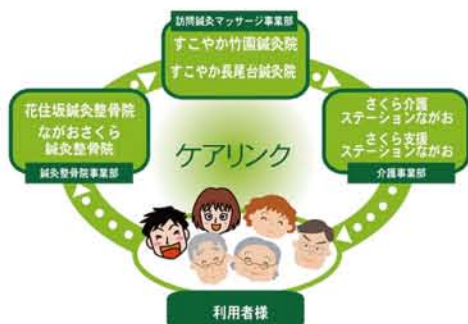 訪問鍼灸マッサージ事業部
すこやか竹園鍼灸院
すこやか長尾台鍼灸院
花住坂鍼灸整骨院
ながおさくら
鍼灸整骨院
鍼灸整骨院事業部
さくら介護
ステーションながお
さくら支援
ステーションながお
介護事業部
ケアリンク
利用者様